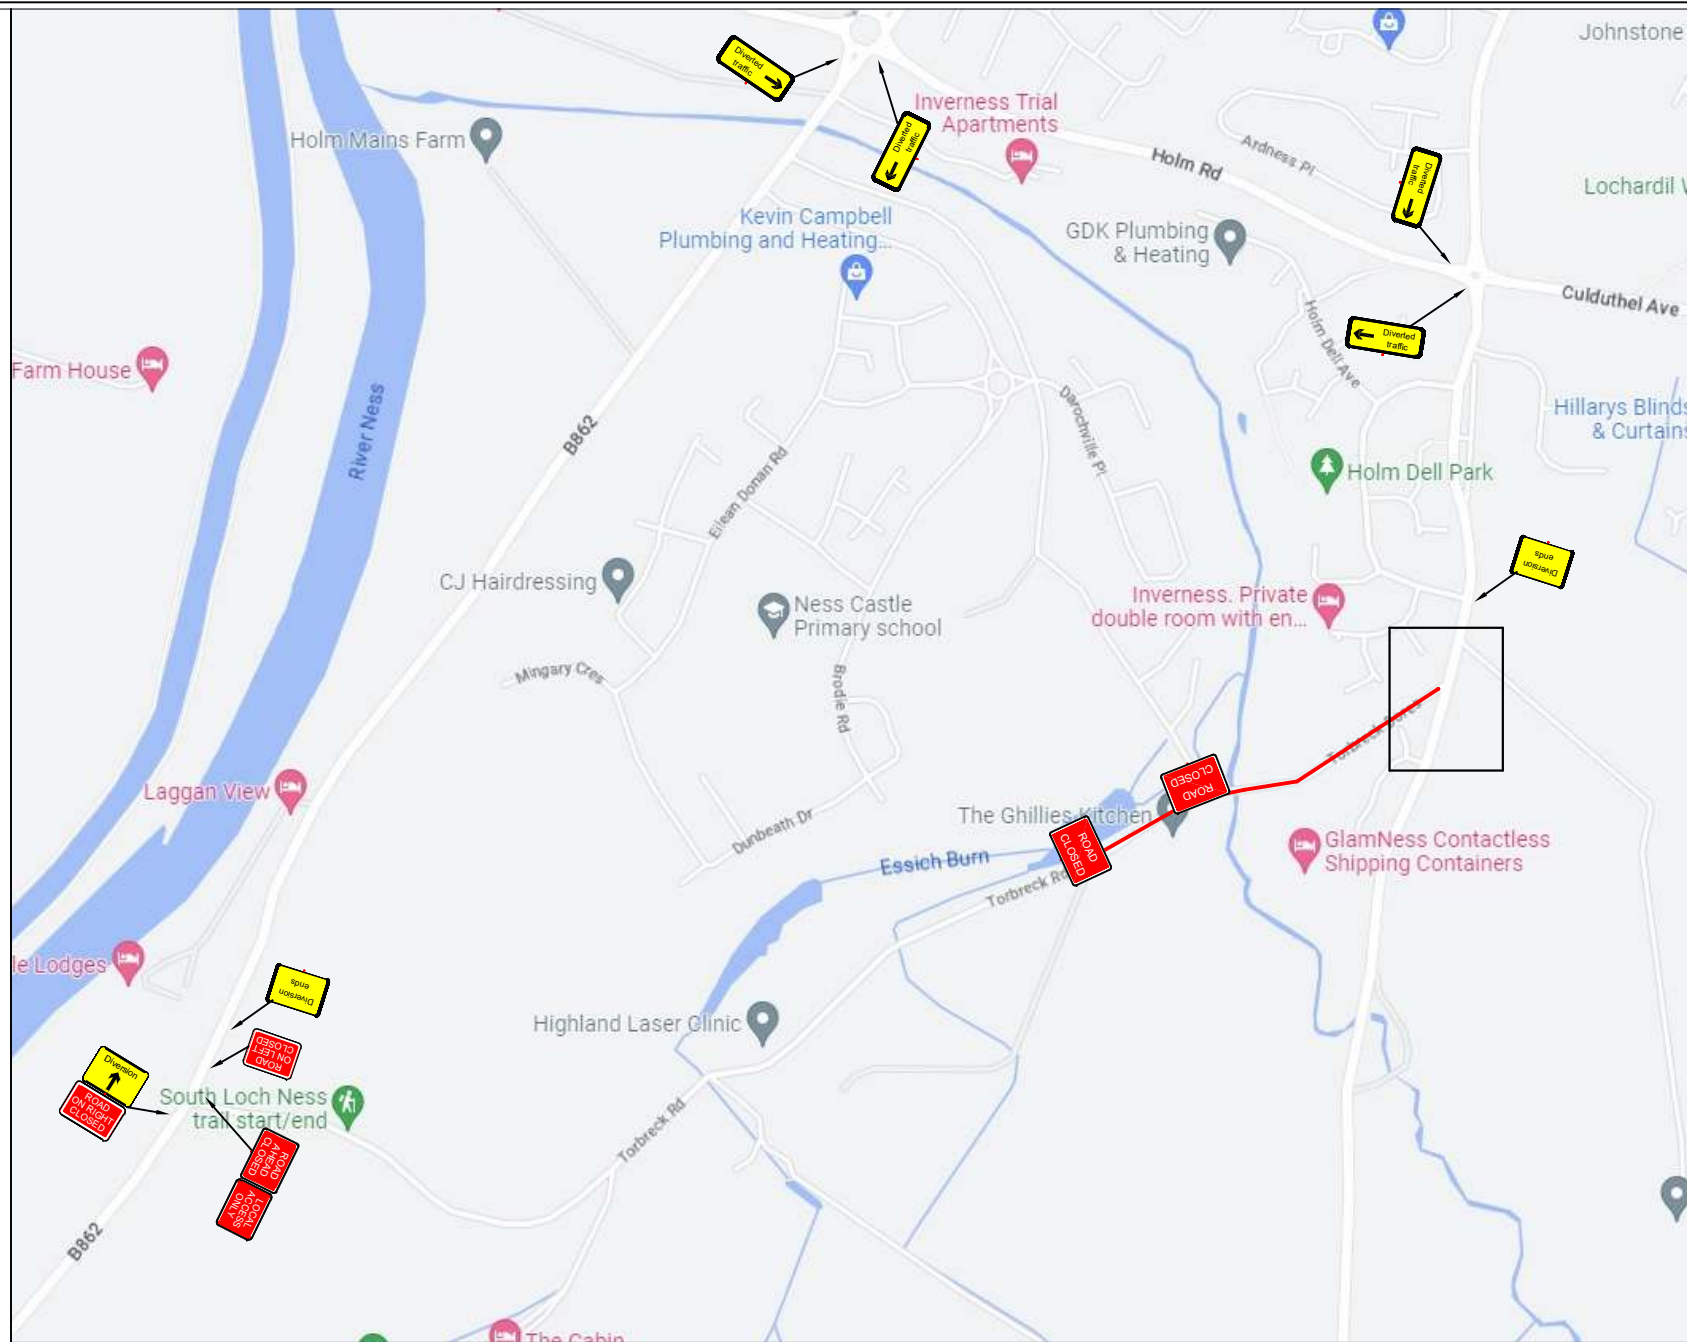 Johnstone
Diverted
traffic
Inverness Trial
Apartments
Diverted
traffic
Holm Mains Farm
Ardness Pl
Holm Rd
Diverted
traffic
Lochardil
Kevin Campbell
Plumbing and Heating...
GDK Plumbing
& Heating
Culduthel Ave
Diverted
traffic
Holm Dell Ave
Farm House
River Ness
B862
Darochville Pl
Hillarys Blinds
& Curtains
Holm Dell Park
Eilean Donan Rd
Diversion
ends
CJ Hairdressing
Ness Castle
Primary school
Inverness. Private
double room with en...
Mingary Cres
Brodie Rd
Torbreck
Laggan View
ROAD
CLOSED
The Ghillies Kitchen
Dunbeath Dr
ROAD
CLOSED
GlamNess Contactless
Shipping Containers
Essich Burn
Torbreck Rd
le Lodges
Diversion
ends
Highland Laser Clinic
ROAD
ON LEFT
CLOSED
Diversion
ROAD
ON RIGHT
CLOSED
South Loch Ness
trail start/end
Torbreck Rd
ROAD
AHEAD
CLOSED
LOCAL
ACCESS
ONLY
B862
The Cabin